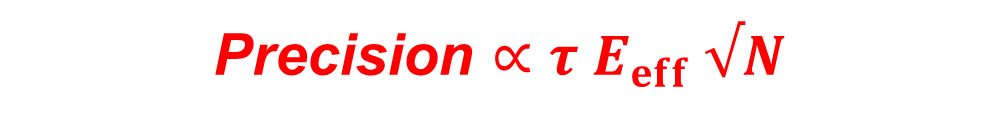 Precision ∝ τ E_eff √N